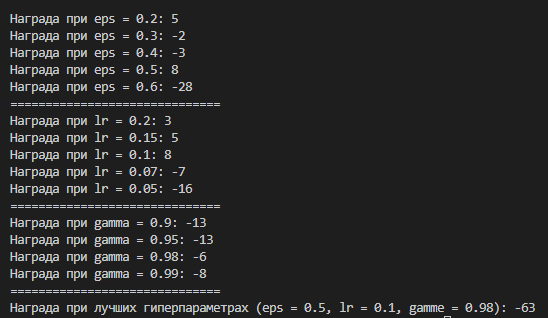 Награда при eps = 0.2: 5
Награда при eps = 0.3: -2
Награда при eps = 0.4: -3
Награда при eps = 0.5: 8
Награда при eps = 0.6: -28
==============================
Награда при lr = 0.2: 3
Награда при lr = 0.15: 5
Награда при lr = 0.1: 8
Награда при lr = 0.07: -7
Награда при lr = 0.05: -16
==============================
Награда при gamma = 0.9: -13
Награда при gamma = 0.95: -13
Награда при gamma = 0.98: -6
Награда при gamma = 0.99: -8
==============================
Награда при лучших гиперпараметрах (eps = 0.5, lr = 0.1, gamme = 0.98): -63